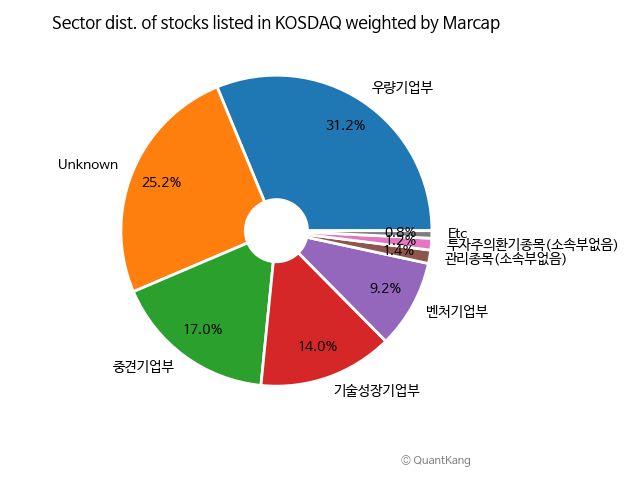 Sector dist. of stocks listed in KOSDAQ weighted by Marcap
우량기업부
31.2%
Unknown
25.2%
0.8%
Etc
1.2%
투자주의환기종목(소속부없음)
1.4%
관리종목(소속부없음)
9.2%
벤처기업부
17.0%
14.0%
중견기업부
기술성장기업부
© QuantKang